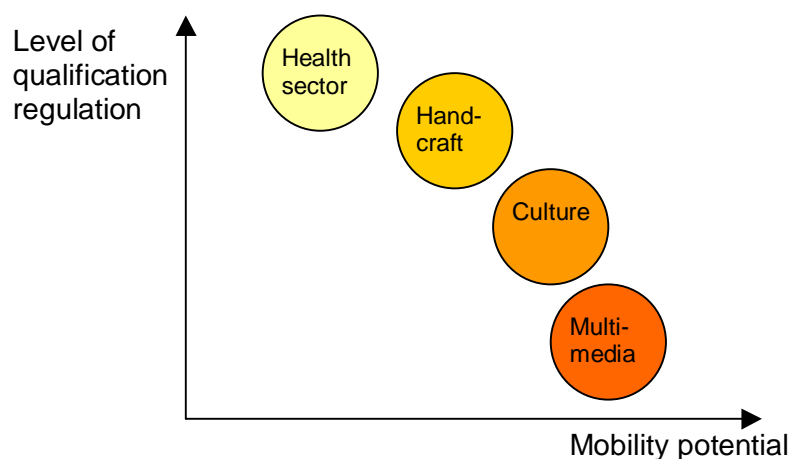 Level of
qualification
regulation
Health
sector
Hand-
craft
Culture
Multi-
media
Mobility potential